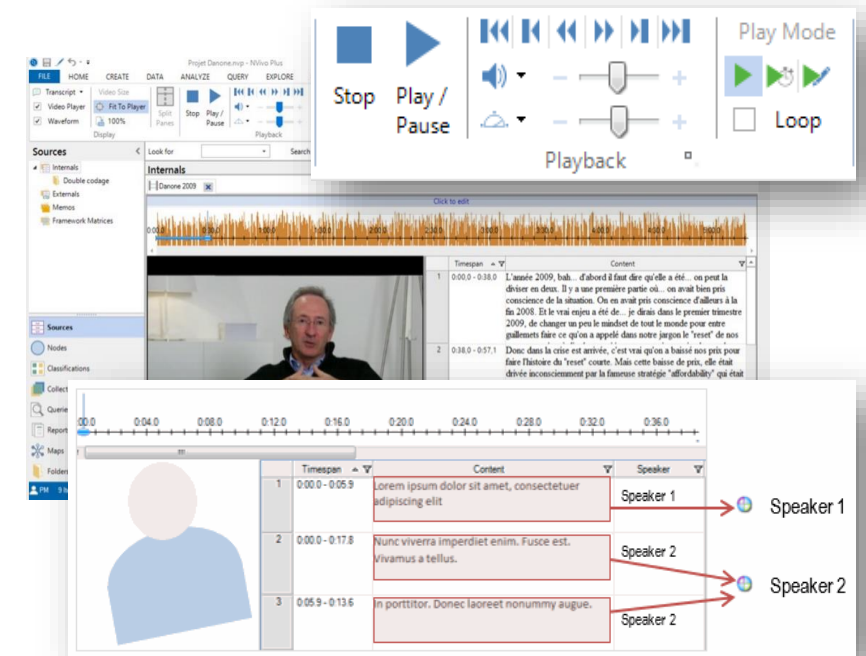 Play Mode
Stop
Play /
Pause
Loop
Playback
Projet Danone.nvp - NVivo Plus
FILE HOME CREATE DATA ANALYZE QUERY EXPLORE
Transcript
Video Size
Video Player
Fit To Player
Waveform
100%
Split
Panes
Stop
Play /
Pause
Display
Playback
Sources
Look for
Search
Internals
Double codage
Externals
Memos
Framework Matrices
Internals
Danone 2009
Click to edit
Timespan Content
1 0:00,0 - 0:38,0 L'année 2009, bah... d'abord il faut dire qu'elle a été... on peut la
diviser en deux. Il y a une première partie où... on avait bien pris
conscience de la situation. On en avait pris conscience d'ailleurs à la
fin 2008. Et le vrai enjeu a été de... je dirais dans le premier trimestre
2009, de changer un peu le mindset de tout le monde pour entre
guillemets faire ce qu'on a appelé dans notre jargon le "reset" de nos
2 0:38,0 - 0:57,1 Donc dans la crise est arrivée, c'est vrai qu'on a baissé nos prix pour
faire l'histoire du "reset" courte. Mais cette baisse de prix, elle était
drivée inconsciemment par la fameuse stratégie "affordability" qui était
Sources
Nodes
Classifications
Collect
Querie
Report
Maps
Folder
PM
0:04.0 0:08.0 0:12.0 0:16.0 0:20.0 0:24.0 0:28.0 0:32.0 0:36.0
Timespan Content Speaker
1 0:00.0 - 0:05.9 Lorem ipsum dolor sit amet, consectetuer
adipiscing elit
Speaker 1
2 0:00.0 - 0:17.8 Nunc viverra imperdiet enim. Fusce est.
Vivamus a tellus.
Speaker 2
3 0:05.9 - 0:13.6 In porttitor. Donec laoreet nonummy augue.
Speaker 2
Speaker 1
Speaker 2